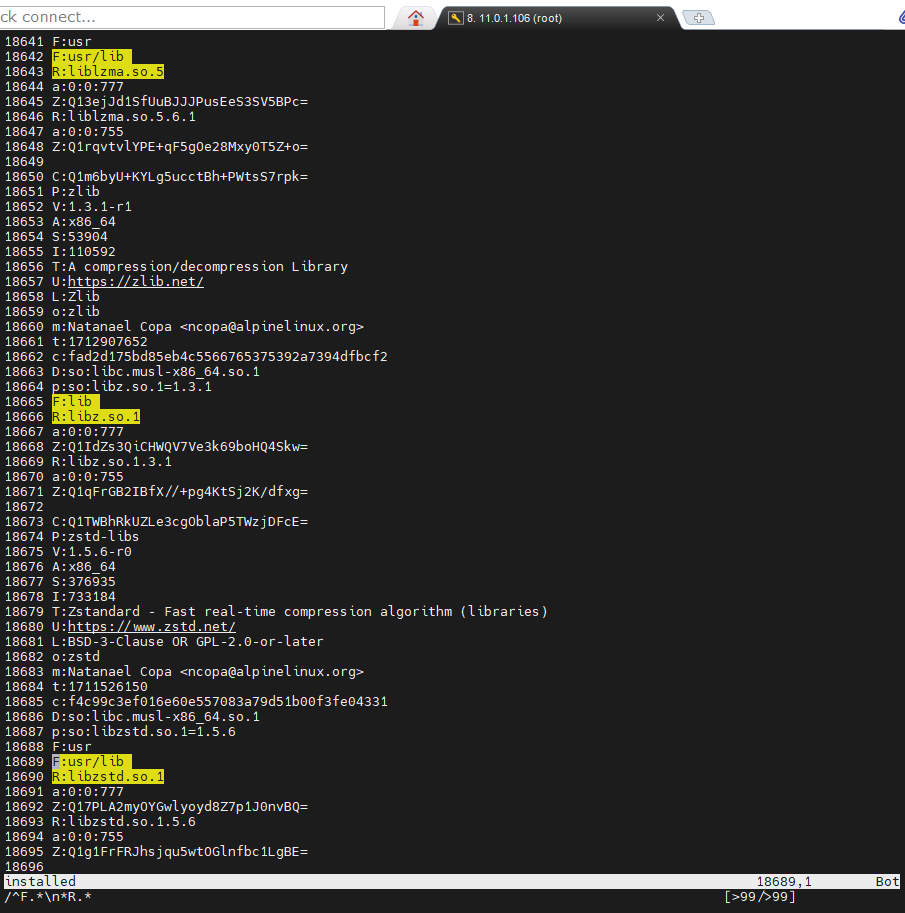 ck connect...
8. 11.0.1.106 (root)
18641 F:usr
18642 F:usr/lib
18643 R:liblzma.so.5
18644 a:0:0:777
18645 Z:Q13ejJd1SfUuBJJJPusEeS3SV5BPc=
18646 R:liblzma.so.5.6.1
18647 a:0:0:755
18648 Z:Q1rqvtvlYPE+qF5gOe28Mxy0T5Z+o=
18649
18650 C:Q1m6byU+KYLg5ucctBh+PWtsS7rpk=
18651 P:zlib
18652 V:1.3.1-r1
18653 A:x86_64
18654 S:53904
18655 I:110592
18656 T:A compression/decompression Library
18657 U:https://zlib.net/
18658 L:Zlib
18659 o:zlib
18660 m:Natanael Copa <ncopa@alpinelinux.org>
18661 t:1712907652
18662 c:fad2d175bd85eb4c5566765375392a7394dfbcf2
18663 D:so:libc.musl-x86_64.so.1
18664 p:so:libz.so.1=1.3.1
18665 F:lib
18666 R:libz.so.1
18667 a:0:0:777
18668 Z:Q1IdZs3QiCHWQV7Ve3k69boHQ4Skw=
18669 R:libz.so.1.3.1
18670 a:0:0:755
18671 Z:Q1qFrGB2IBfX//+pg4KtSj2K/dfxg=
18672
18673 C:Q1TWBhRkUZLe3cgOblaP5TWzjDFcE=
18674 P:zstd-libs
18675 V:1.5.6-r0
18676 A:x86_64
18677 S:376935
18678 I:733184
18679 T:Zstandard - Fast real-time compression algorithm (libraries)
18680 U:https://www.zstd.net/
18681 L:BSD-3-Clause OR GPL-2.0-or-later
18682 o:zstd
18683 m:Natanael Copa <ncopa@alpinelinux.org>
18684 t:1711526150
18685 c:f4c99c3ef016e60e557083a79d51b00f3fe04331
18686 D:so:libc.musl-x86_64.so.1
18687 p:so:libzstd.so.1=1.5.6
18688 F:usr
18689 F:usr/lib
18690 R:libzstd.so.1
18691 a:0:0:777
18692 Z:Q17PLA2myOYGwlyoyd8Z7p1J0nvBQ=
18693 R:libzstd.so.1.5.6
18694 a:0:0:755
18695 Z:Q1g1FrFRJhsjqu5wtOGlnfbc1LgBE=
18696
installed 18689,1 Bot
/^F.*\n*R.* [>99/>99]